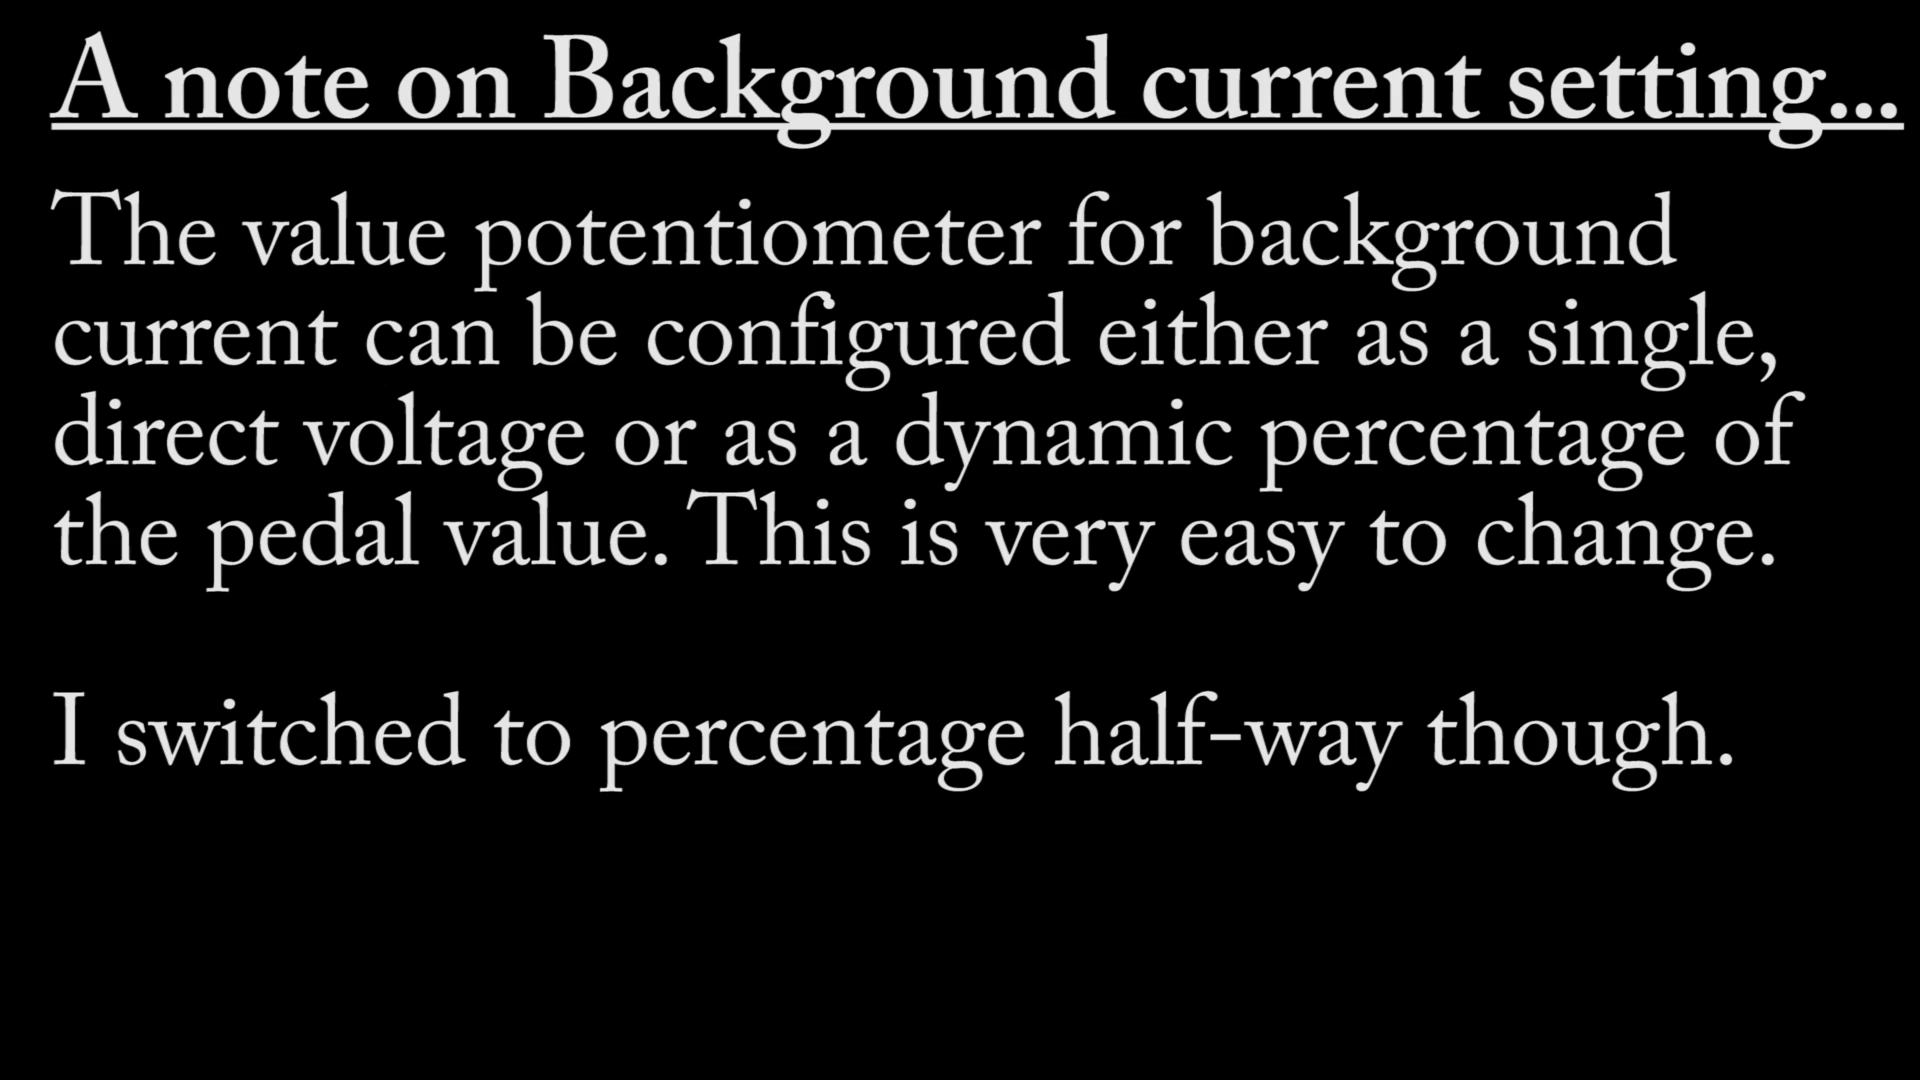 A note on Background current setting...
The value potentiometer for background
current can be configured either as a single,
direct voltage or as a dynamic percentage of
the pedal value. This is very easy to change.
I switched to percentage half-way though.